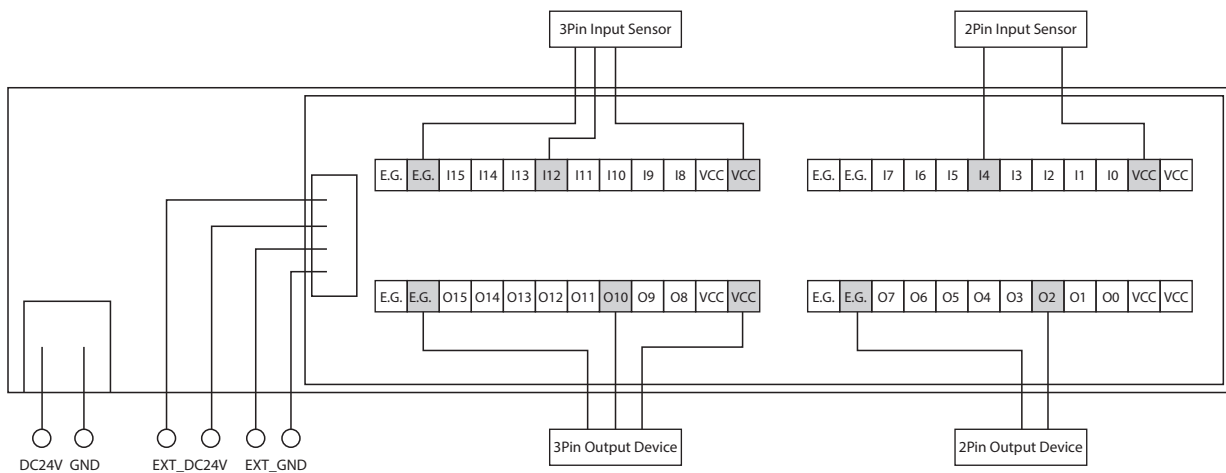 3Pin Input Sensor
2Pin Input Sensor
E.G. E.G. I15 I14 I13 I12 I11 I10 I9 I8 VCC VCC
E.G. E.G. I7 I6 I5 I4 I3 I2 I1 I0 VCC VCC
E.G. E.G. O15 O14 O13 O12 O11 O10 O9 O8 VCC VCC
E.G. E.G. O7 O6 O5 O4 O3 O2 O1 O0 VCC VCC
3Pin Output Device
2Pin Output Device
DC24V GND EXT_DC24V EXT_GND